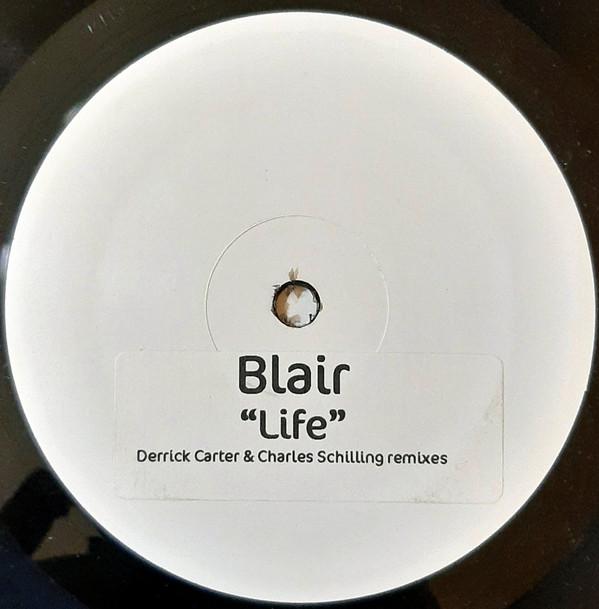 Blair
“Life”
Derrick Carter & Charles Schilling remixes